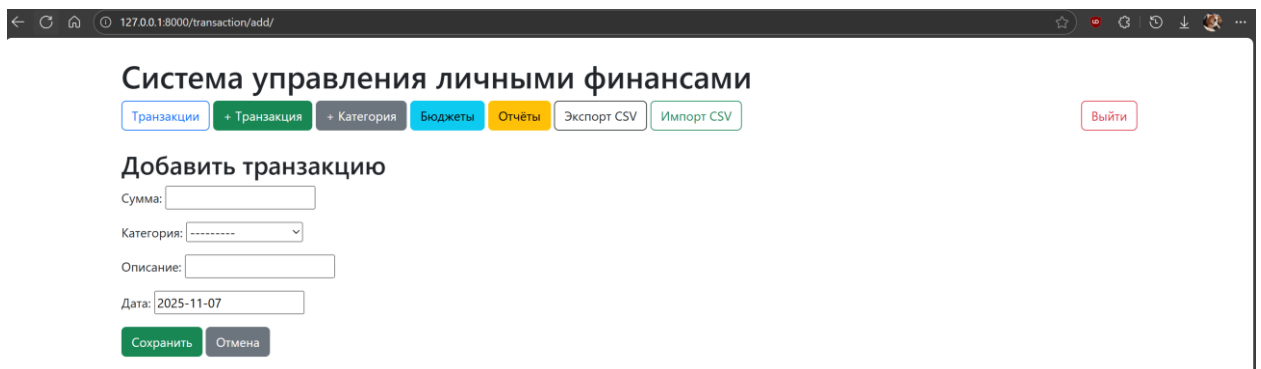 127.0.0.1:8000/transaction/add/
Система управления личными финансами
Транзакции + Транзакция + Категория Бюджеты Отчёты Экспорт CSV Импорт CSV Выйти
Добавить транзакцию
Сумма:
Категория: ---------
Описание:
Дата: 2025-11-07
Сохранить Отмена